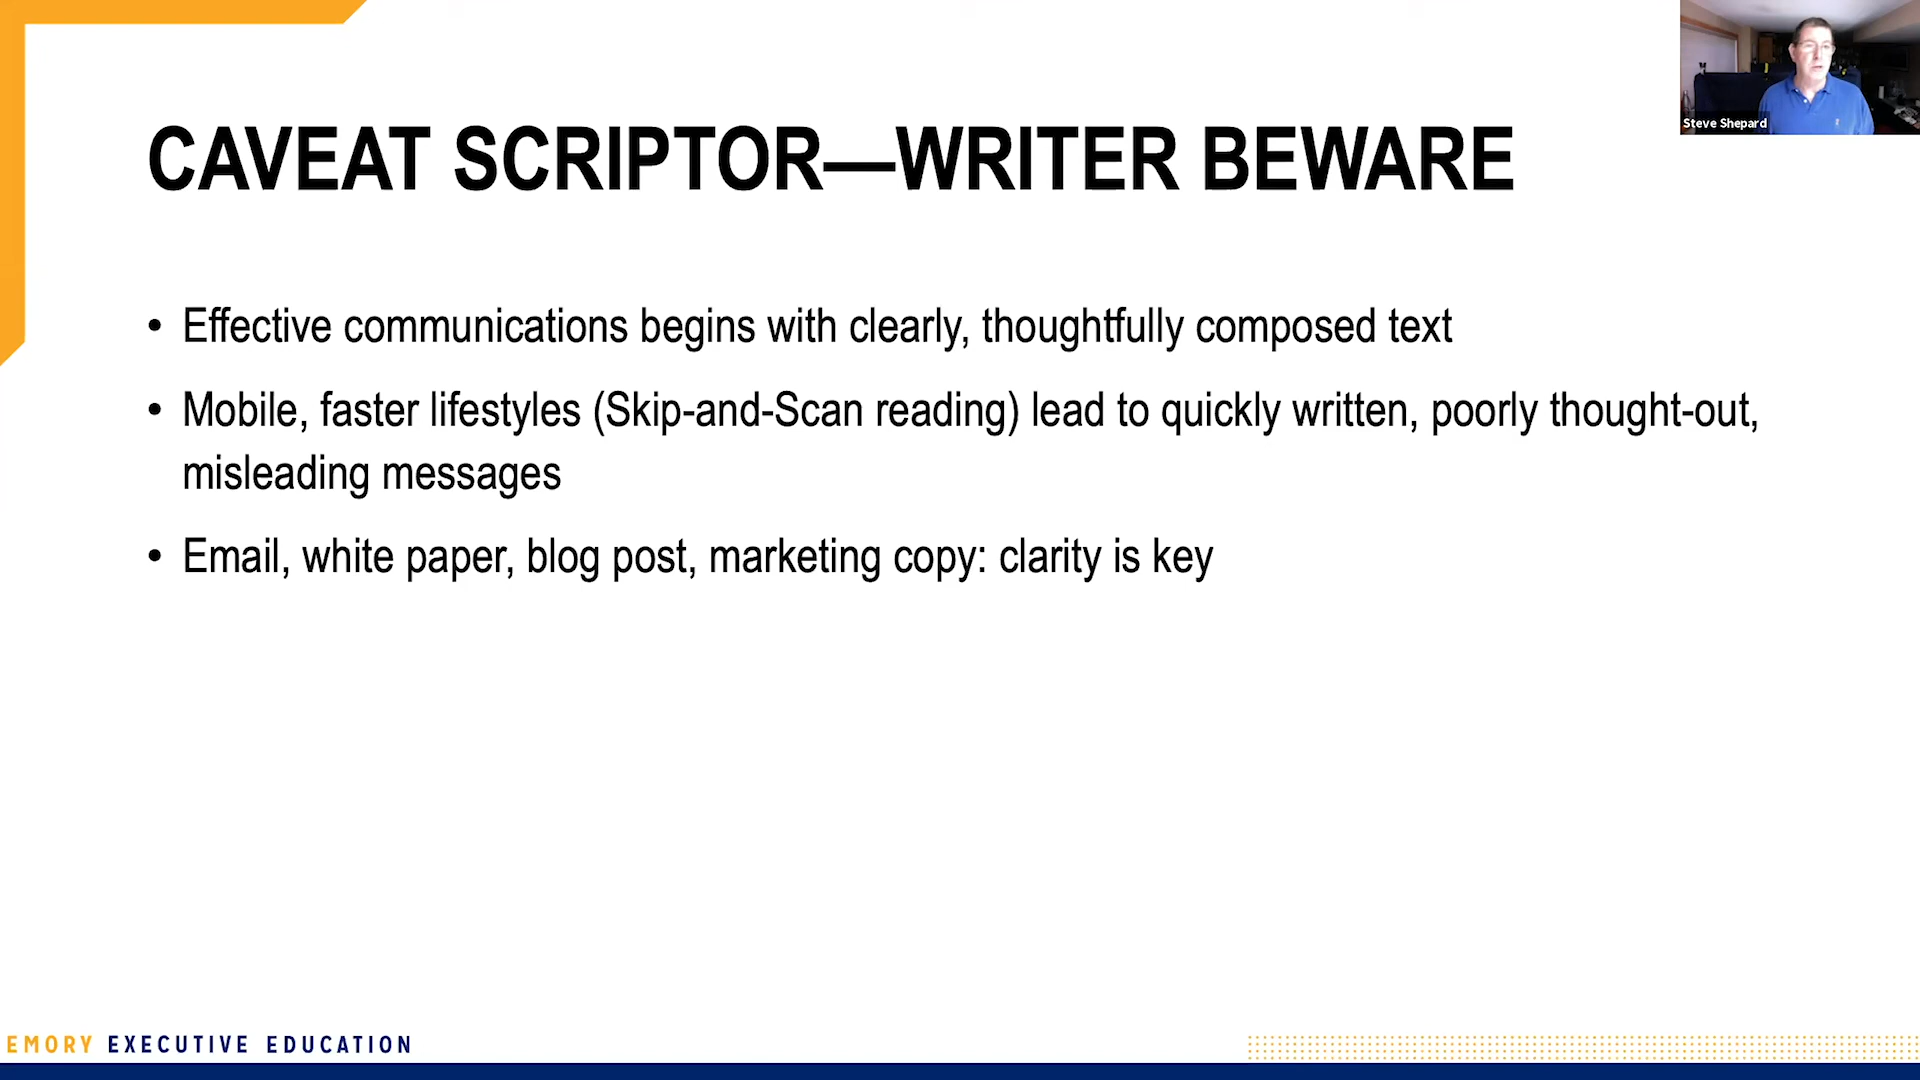 Steve Shepard
CAVEAT SCRIPTOR—WRITER BEWARE
• Effective communications begins with clearly, thoughtfully composed text
• Mobile, faster lifestyles (Skip-and-Scan reading) lead to quickly written, poorly thought-out,
misleading messages
• Email, white paper, blog post, marketing copy: clarity is key
EMORY EXECUTIVE EDUCATION